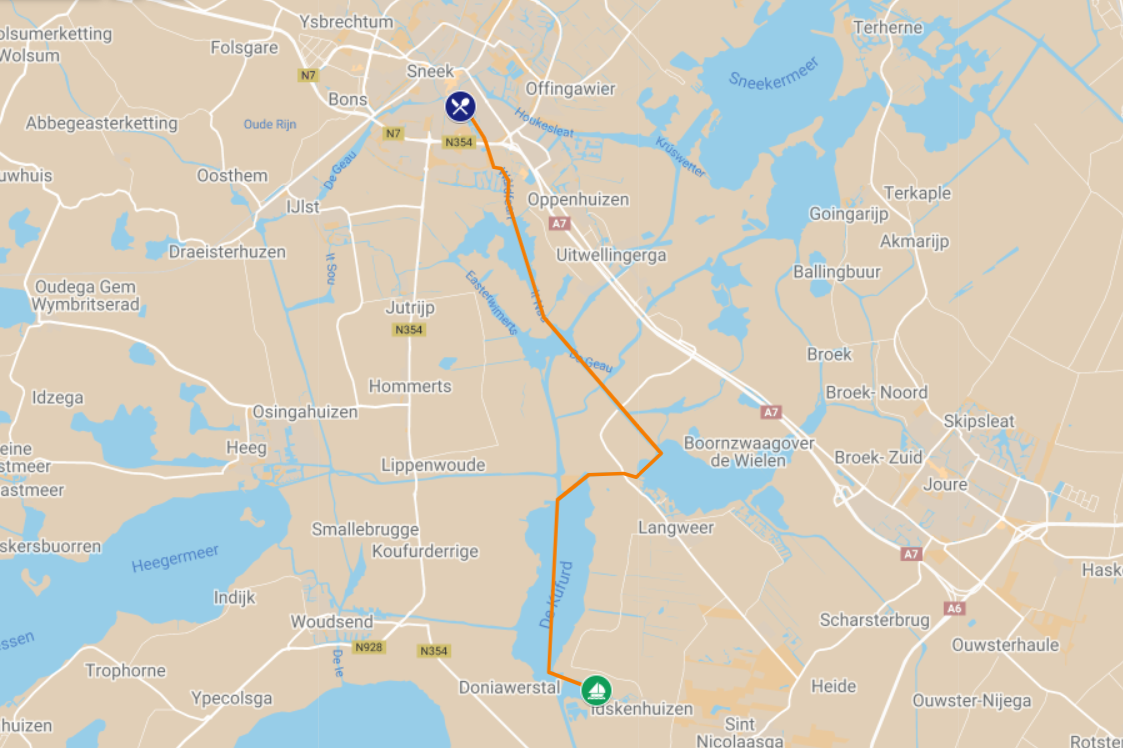 Ysbrechtum
Terherne
olsumerketting
Wolsum
Folsgare
N7
Sneek
Sneekermeer
Offingawier
Bons
Abbegeasterketting
Oude Rijn
Houkesleat
N7
N354
Krúswetter
De Geau
uwhuis
Oosthem
IJlst
Oppenhuizen
Terkaple
A7
Goingarijp
Akmarijp
Draeisterhuzen
It Sou
Uitwellingerga
Ballingbuur
Oudega Gem
Wymbritserad
Jutrijp
N354
De Geau
Broek
Hommerts
Idzega
Broek- Noord
Osingahuizen
A7
Skipsleat
eine
stmeer
Heeg
Lippenwoude
Boornzwaagover
de Wielen
Broek- Zuid
Joure
astmeer
Smallebrugge
Langweer
skersbuorren
Heegermeer
Koufurderrige
A7
Hask
De Kufurd
Indijk
A6
Woudsend
Scharsterbrug
ssen
N928
N354
Ouwsterhaule
Trophorne
De Ie
Doniawerstal
Heide
Ypecolsga
Idskenhuizen
Ouwster-Nijega
huizen
Sint
Nicolaasga
Rotster